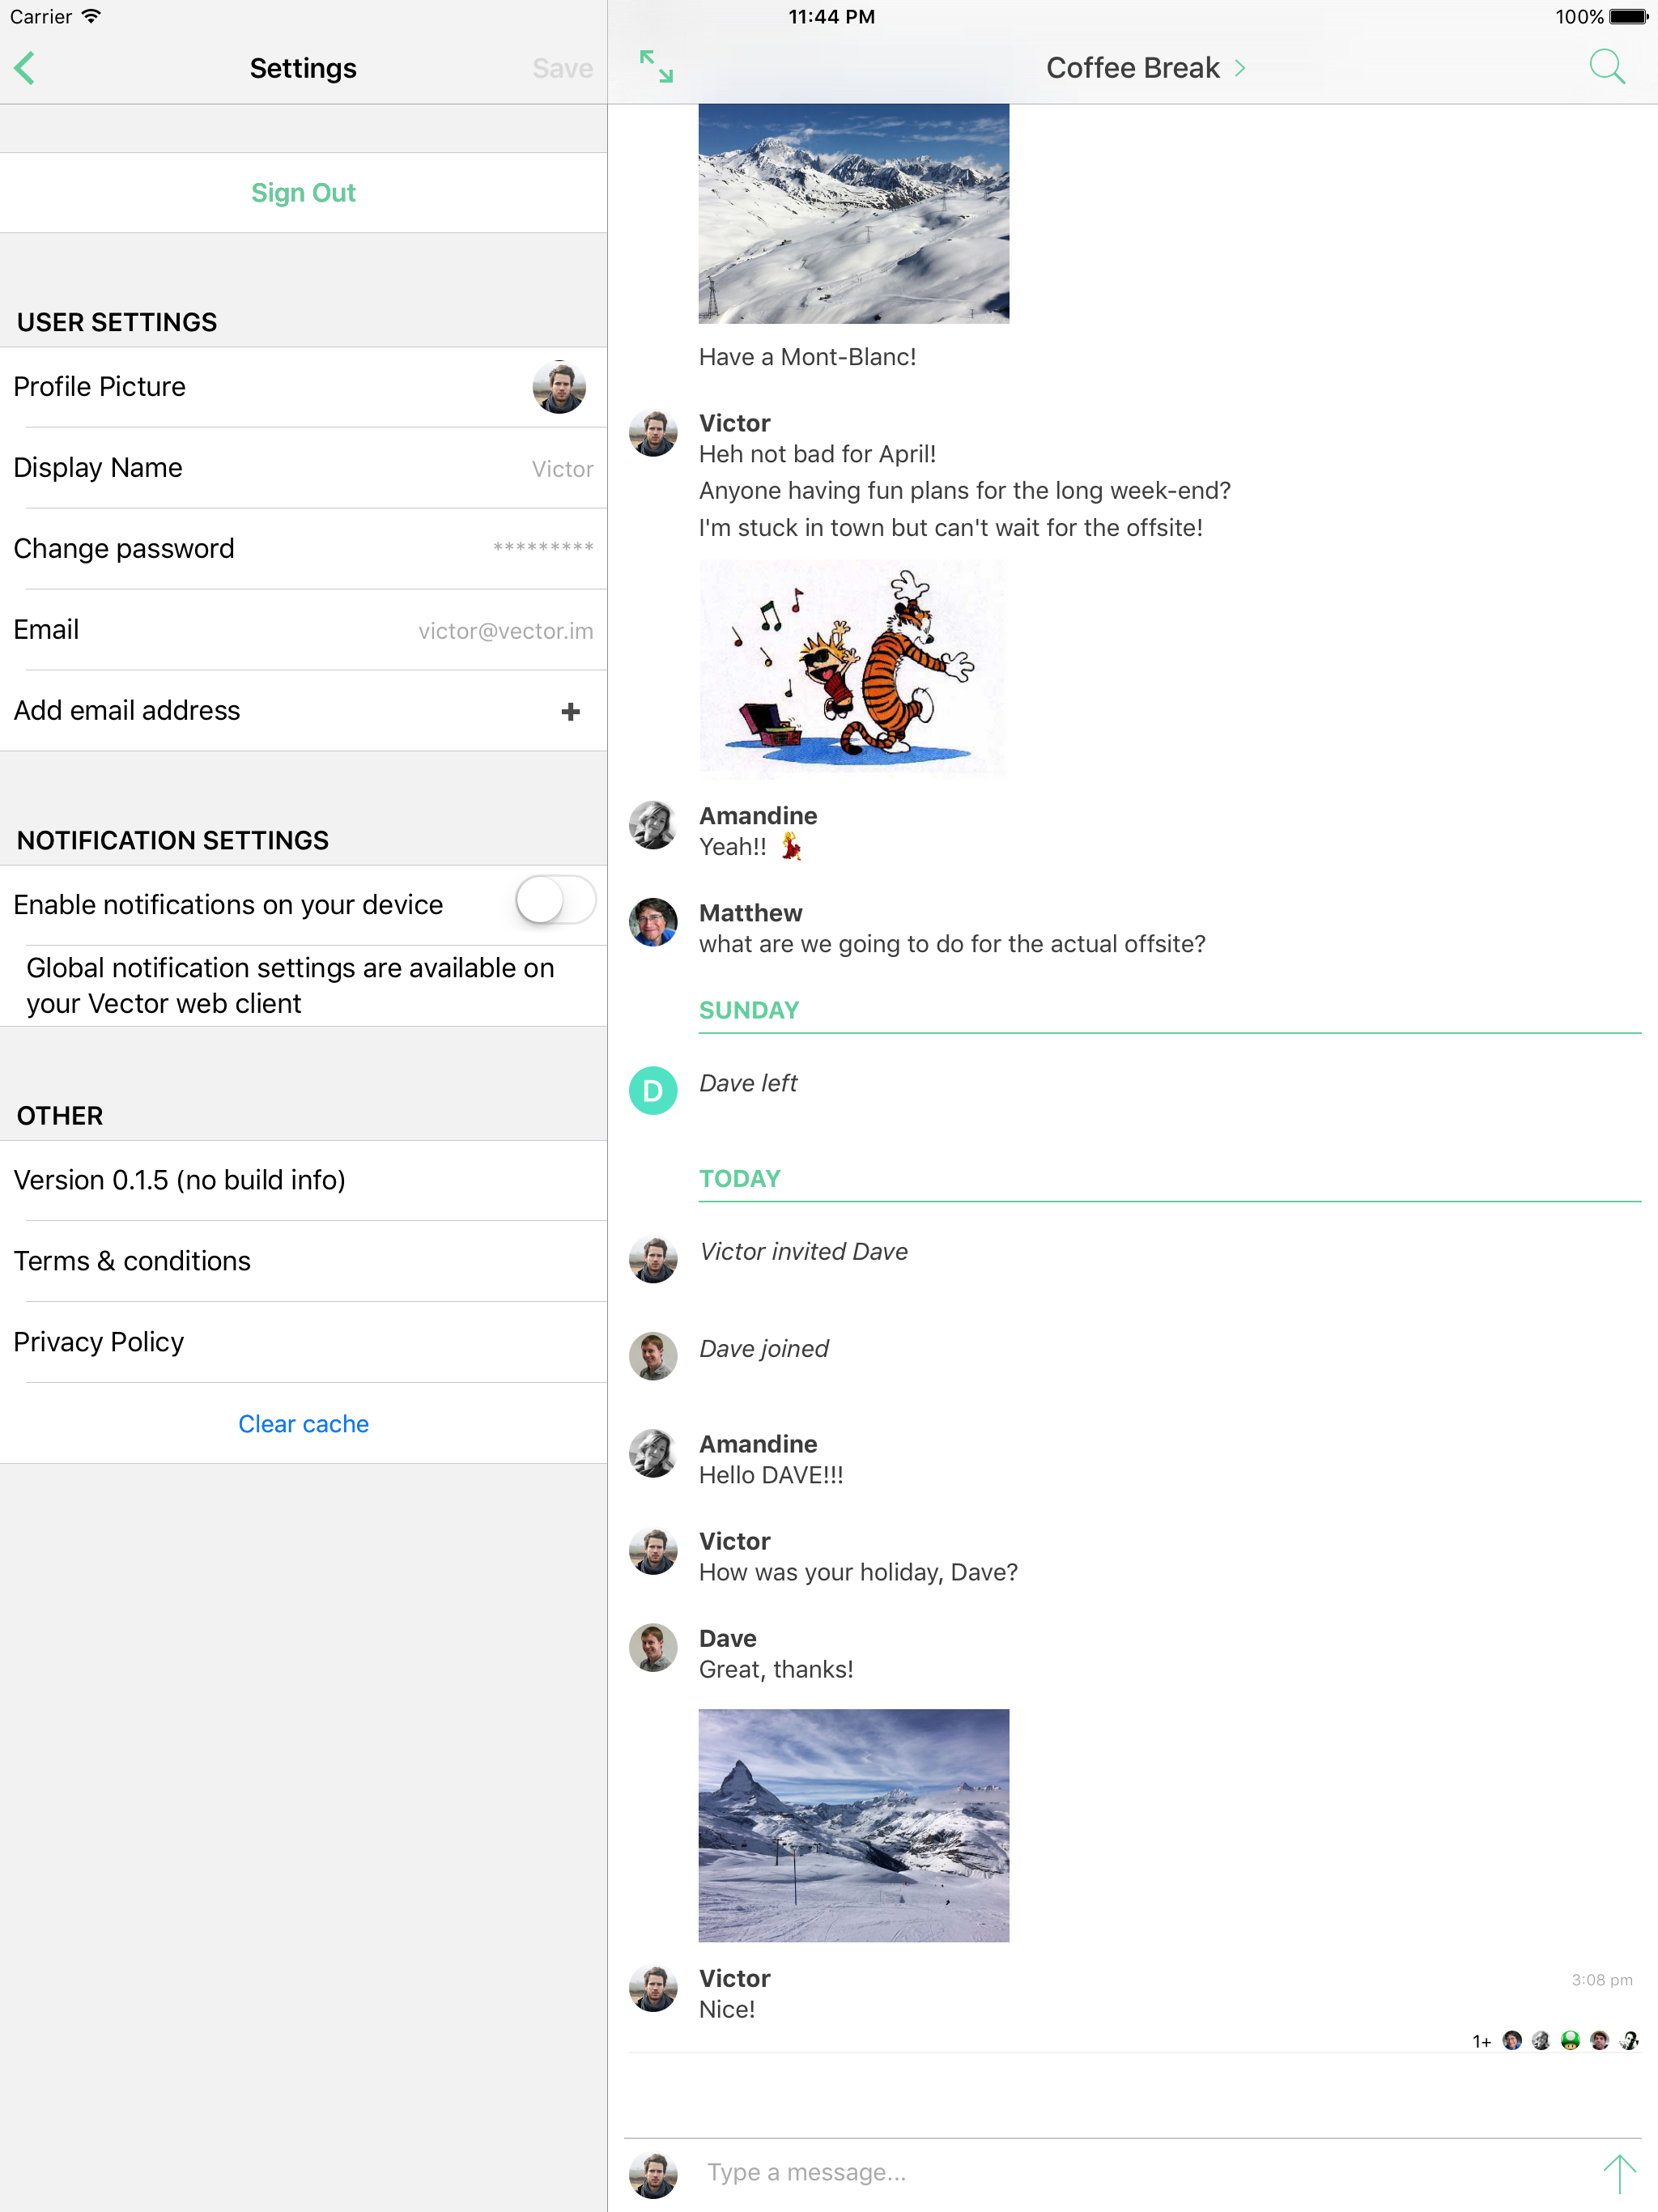 Carrier
11:44 PM
100%
Settings
Save
Sign Out
USER SETTINGS
Profile Picture
Display Name
Victor
Change password
*********
Email
victor@vector.im
Add email address
+
NOTIFICATION SETTINGS
Enable notifications on your device
Global notification settings are available on
your Vector web client
OTHER
Version 0.1.5 (no build info)
Terms & conditions
Privacy Policy
Clear cache
Coffee Break
Have a Mont-Blanc!
Victor
Heh not bad for April!
Anyone having fun plans for the long week-end?
I'm stuck in town but can't wait for the offsite!
Amandine
Yeah!! 💃
Matthew
what are we going to do for the actual offsite?
SUNDAY
D
Dave left
TODAY
Victor invited Dave
Dave joined
Amandine
Hello DAVE!!!
Victor
How was your holiday, Dave?
Dave
Great, thanks!
Victor
3:08 pm
Nice!
1+
Type a message...